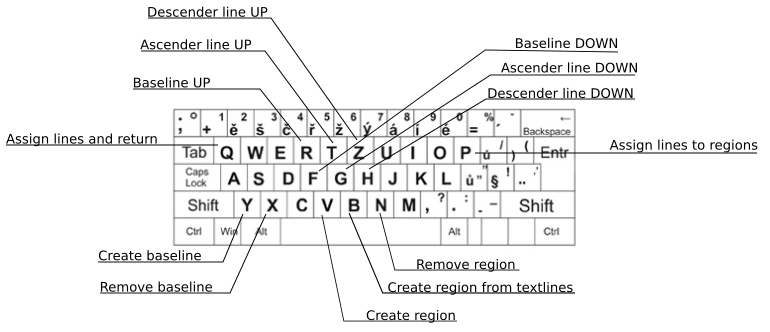 Descender line UP
Baseline DOWN
Ascender line UP
Ascender line DOWN
Baseline UP
Descender line DOWN
; ° + 1 ě 2 š 3 č 4 ř 5 ž 6 ý 7 á 8 í 9 é 0 = % ´ ˇ ← Backspace
Assign lines and return
Tab Q W E R T Z U I O P ú / ) ( Entr
Assign lines to regions
Caps Lock A S D F G H J K L ů " § ! .. '
Shift Y X C V B N M , ? . : - _ Shift
Ctrl Win Alt Alt Ctrl
Create baseline
Remove region
Remove baseline
Create region from textlines
Create region